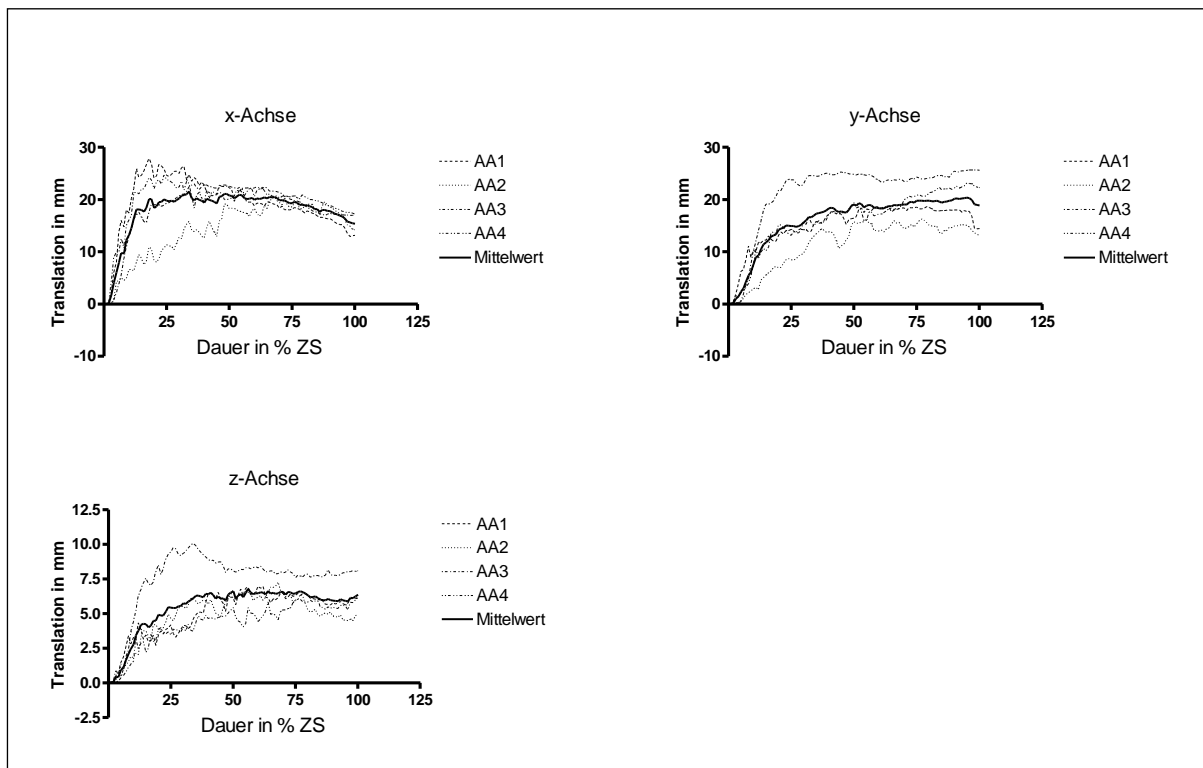 x-Achse
30
20
10
0
-10
25
50
75
100
125
Translation in mm
Dauer in % ZS
AA1
AA2
AA3
AA4
Mittelwert
y-Achse
30
20
10
0
-10
25
50
75
100
125
Translation in mm
Dauer in % ZS
AA1
AA2
AA3
AA4
Mittelwert
z-Achse
12.5
10.0
7.5
5.0
2.5
0.0
-2.5
25
50
75
100
125
Translation in mm
Dauer in % ZS
AA1
AA2
AA3
AA4
Mittelwert